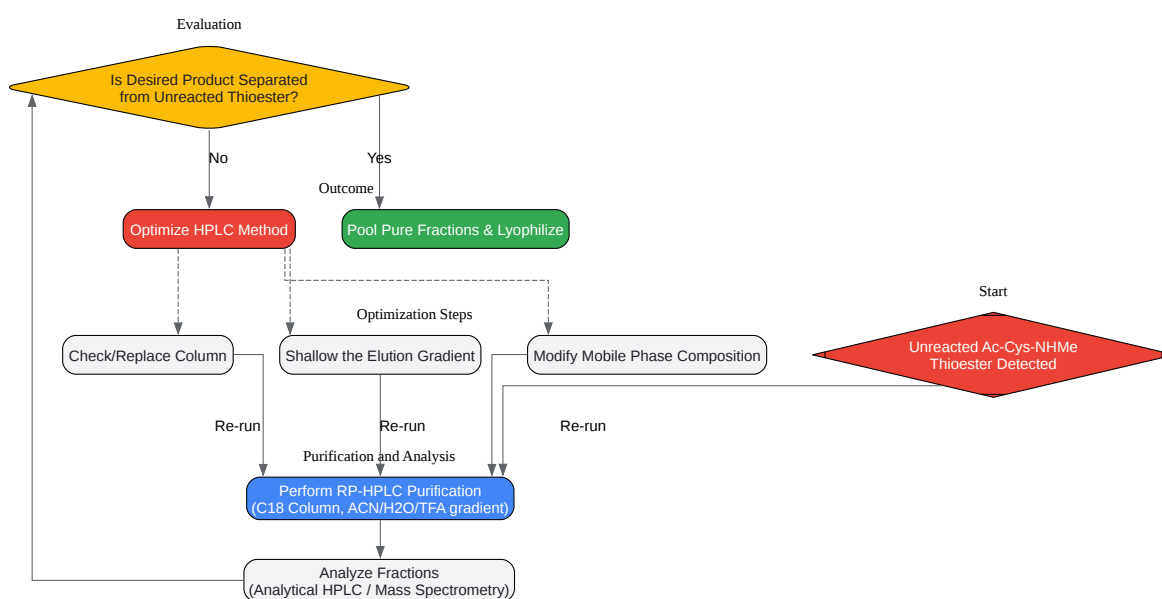 Evaluation
Is Desired Product Separated
from Unreacted Thioester?
No
Yes
Outcome
Optimize HPLC Method
Pool Pure Fractions & Lyophilize
Start
Optimization Steps
Check/Replace Column
Shallow the Elution Gradient
Modify Mobile Phase Composition
Unreacted Ac-Cys-NHMe
Thioester Detected
Re-run
Re-run
Re-run
Purification and Analysis
Perform RP-HPLC Purification
(C18 Column, ACN/H2O/TFA gradient)
Analyze Fractions
(Analytical HPLC / Mass Spectrometry)